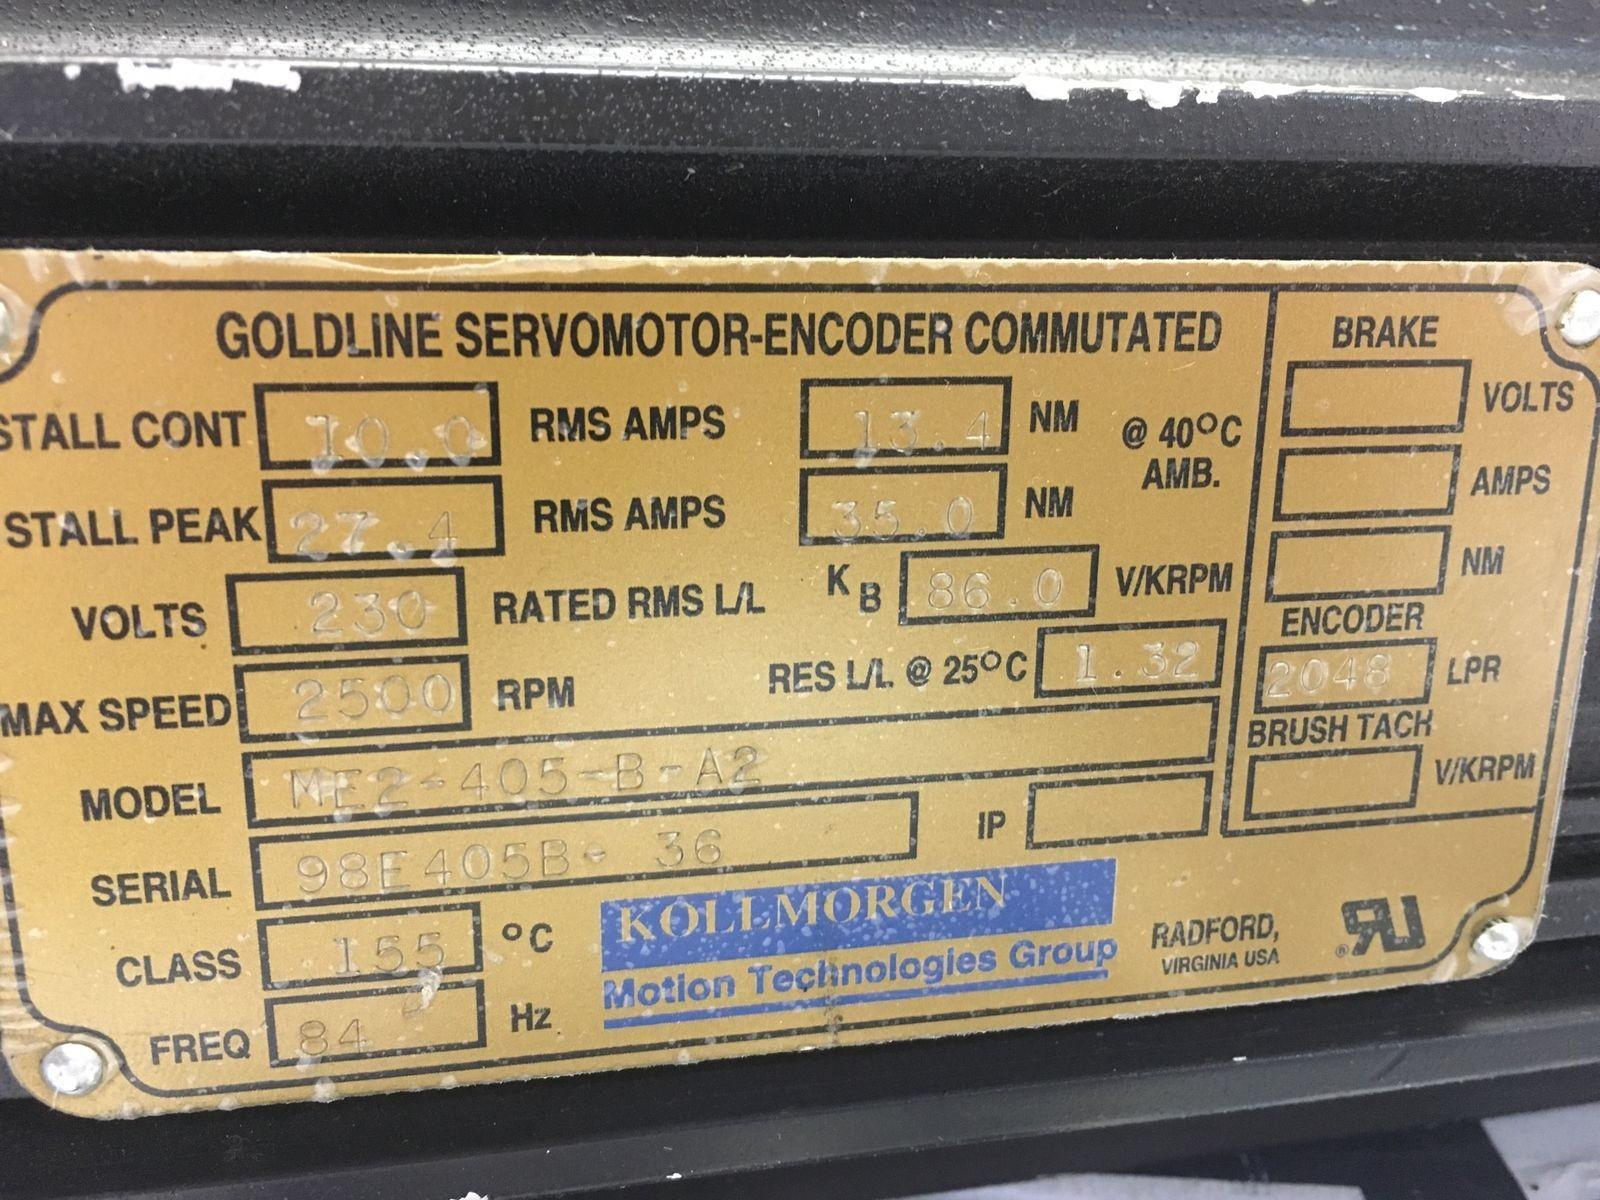 GOLDLINE SERVOMOTOR-ENCODER COMMUTATED
STALL CONT 10.0 RMS AMPS 13.4 NM @ 40°C AMB.
STALL PEAK 27.4 RMS AMPS 35.0 NM
VOLTS 230 RATED RMS L/L KB 86.0 V/KRPM
MAX SPEED 2500 RPM RES L/L @ 25°C 1.32
MODEL ME2-405-B-A2
SERIAL 98E405B- 36 IP
CLASS 155 °C
FREQ 84 Hz
KOLLMORGEN
Motion Technologies Group
RADFORD,
VIRGINIA USA
BRAKE
VOLTS
AMPS
NM
ENCODER
2048 LPR
BRUSH TACH
V/KRPM
RU®